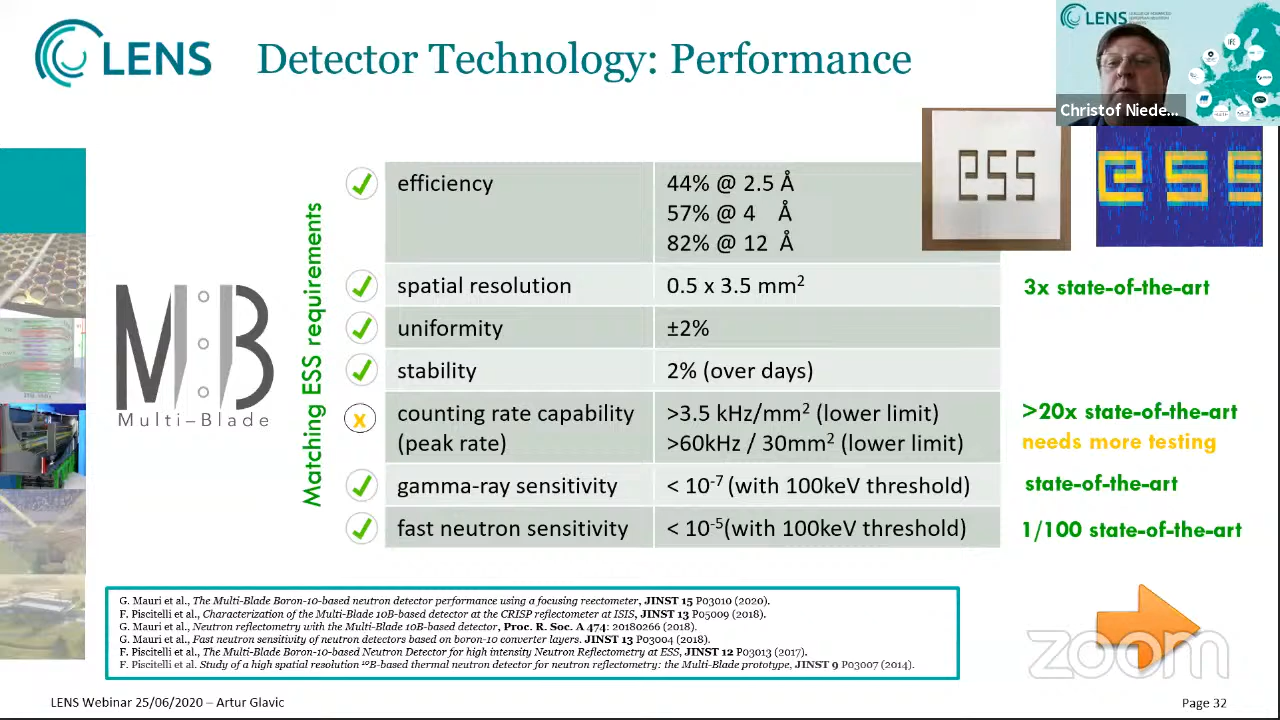 LENS
Detector Technology: Performance
LENS
Christof Niede...
ess
ess
Matching ESS requirements
efficiency
44% @ 2.5 Å
57% @ 4 Å
82% @ 12 Å
spatial resolution
0.5 x 3.5 mm²
3x state-of-the-art
uniformity
±2%
stability
2% (over days)
x
counting rate capability
(peak rate)
>3.5 kHz/mm² (lower limit)
>60kHz / 30mm² (lower limit)
>20x state-of-the-art
needs more testing
gamma-ray sensitivity
< 10⁻⁷ (with 100keV threshold)
state-of-the-art
fast neutron sensitivity
< 10⁻⁵(with 100keV threshold)
1/100 state-of-the-art
MB
Multi–Blade
G. Mauri et al., The Multi-Blade Boron-10-based neutron detector performance using a focusing reectometer, JINST 15 P03010 (2020).
F. Piscitelli et al., Characterization of the Multi-Blade 10B-based detector at the CRISP reflectometer at ISIS, JINST 13 P05009 (2018).
G. Mauri et al., Neutron reflectometry with the Multi-Blade 10B-based detector, Proc. R. Soc. A 474: 20180266 (2018).
G. Mauri et al., Fast neutron sensitivity of neutron detectors based on boron-10 converter layers. JINST 13 P03004 (2018).
F. Piscitelli et al., The Multi-Blade Boron-10-based Neutron Detector for high intensity Neutron Reflectometry at ESS, JINST 12 P03013 (2017).
F. Piscitelli et al. Study of a high spatial resolution ¹⁰B-based thermal neutron detector for neutron reflectometry: the Multi-Blade prototype, JINST 9 P03007 (2014).
zoom
LENS Webinar 25/06/2020 – Artur Glavic
Page 32